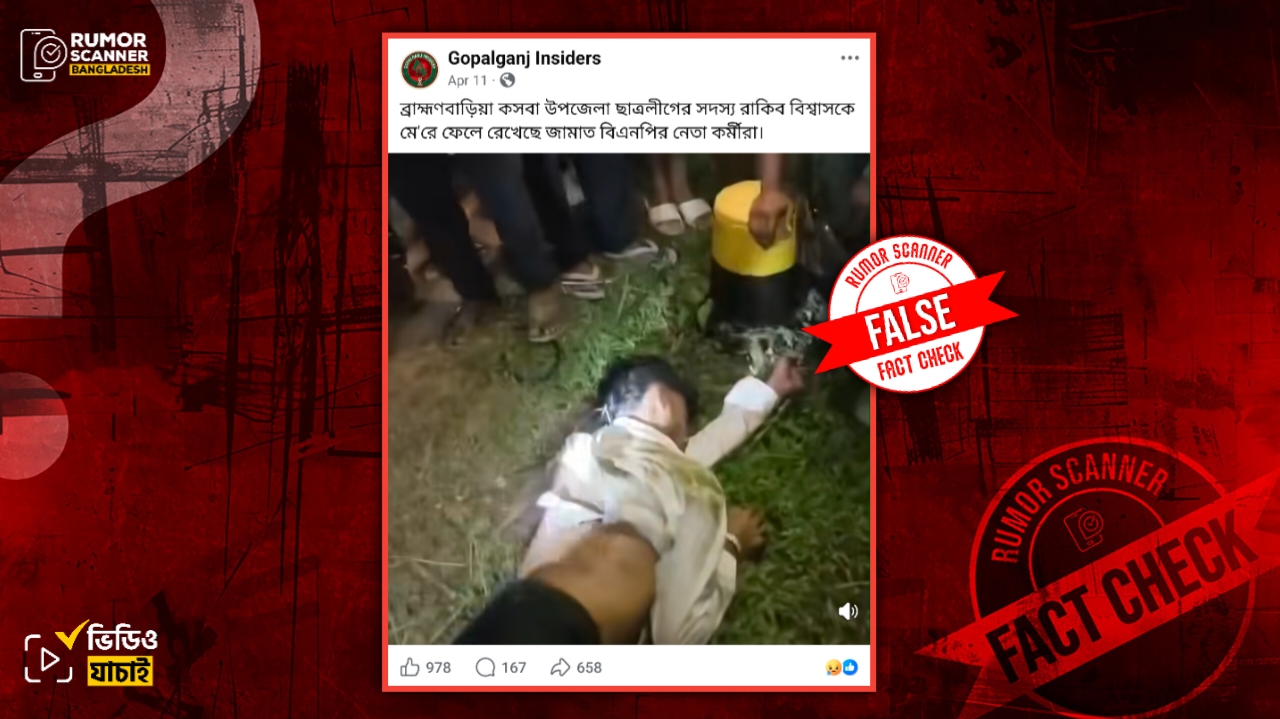 RUMOR
SCANNER
BANGLADESH
Gopalganj Insiders
Apr 11 ·
ব্রাহ্মণবাড়িয়া কসবা উপজেলা ছাত্রলীগের সদস্য রাকিব বিশ্বাসকে
মে'রে ফেলে রেখেছে জামাত বিএনপির নেতা কর্মীরা।
RUMOR SCANNER
FALSE
FACT CHECK
RUMOR SCANNER
FACT CHECK
ভিডিও
যাচাই
978
167
658